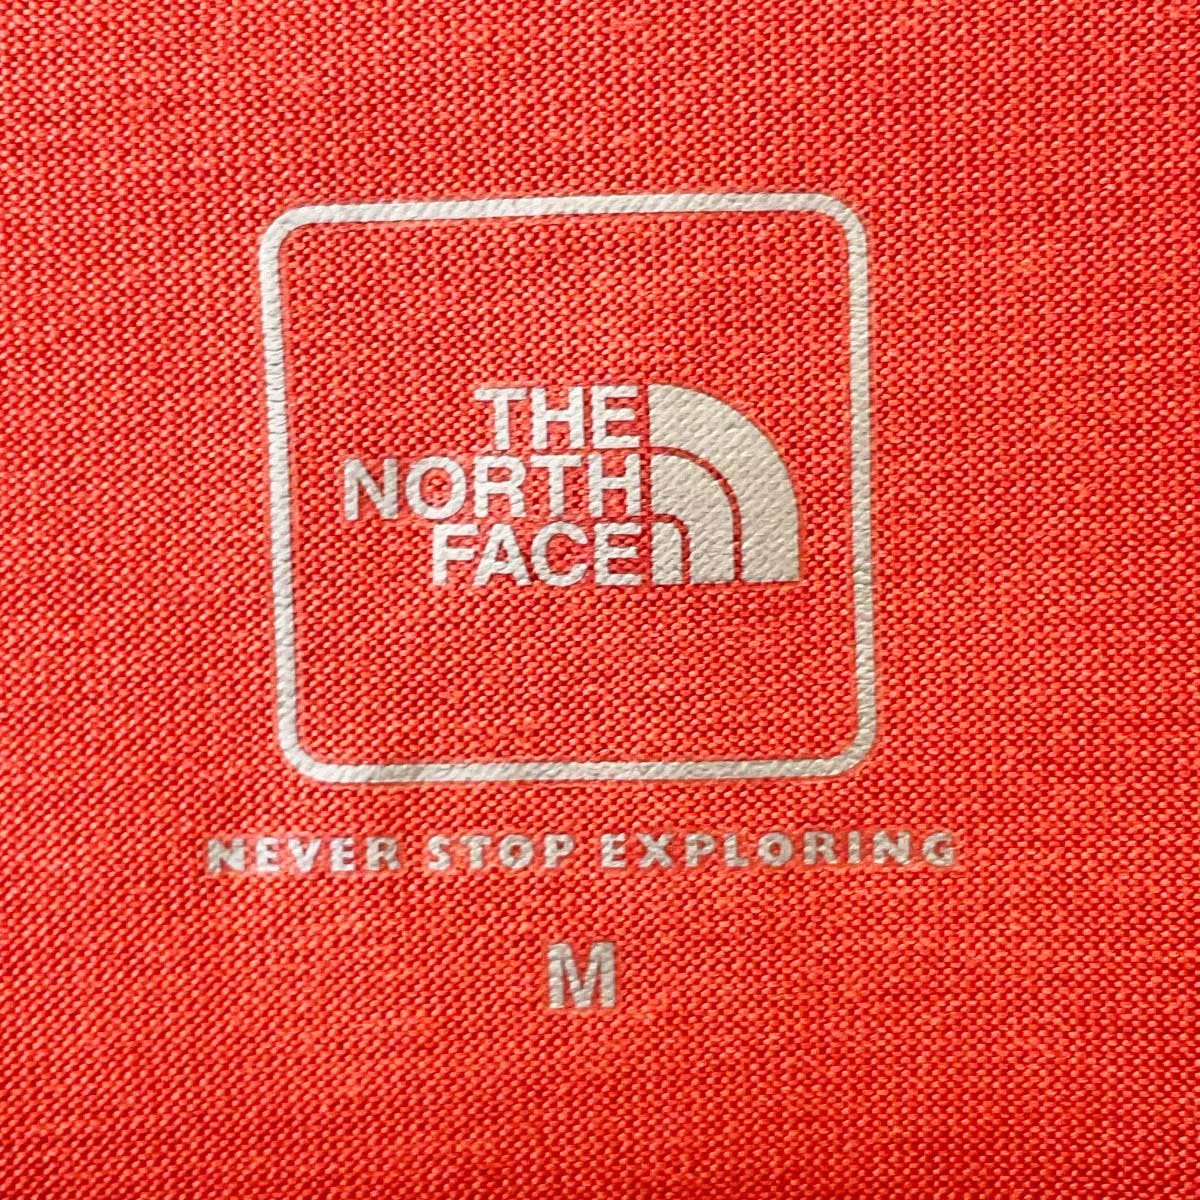 THE
NORTH
FACE
NEVER STOP EXPLORING
M